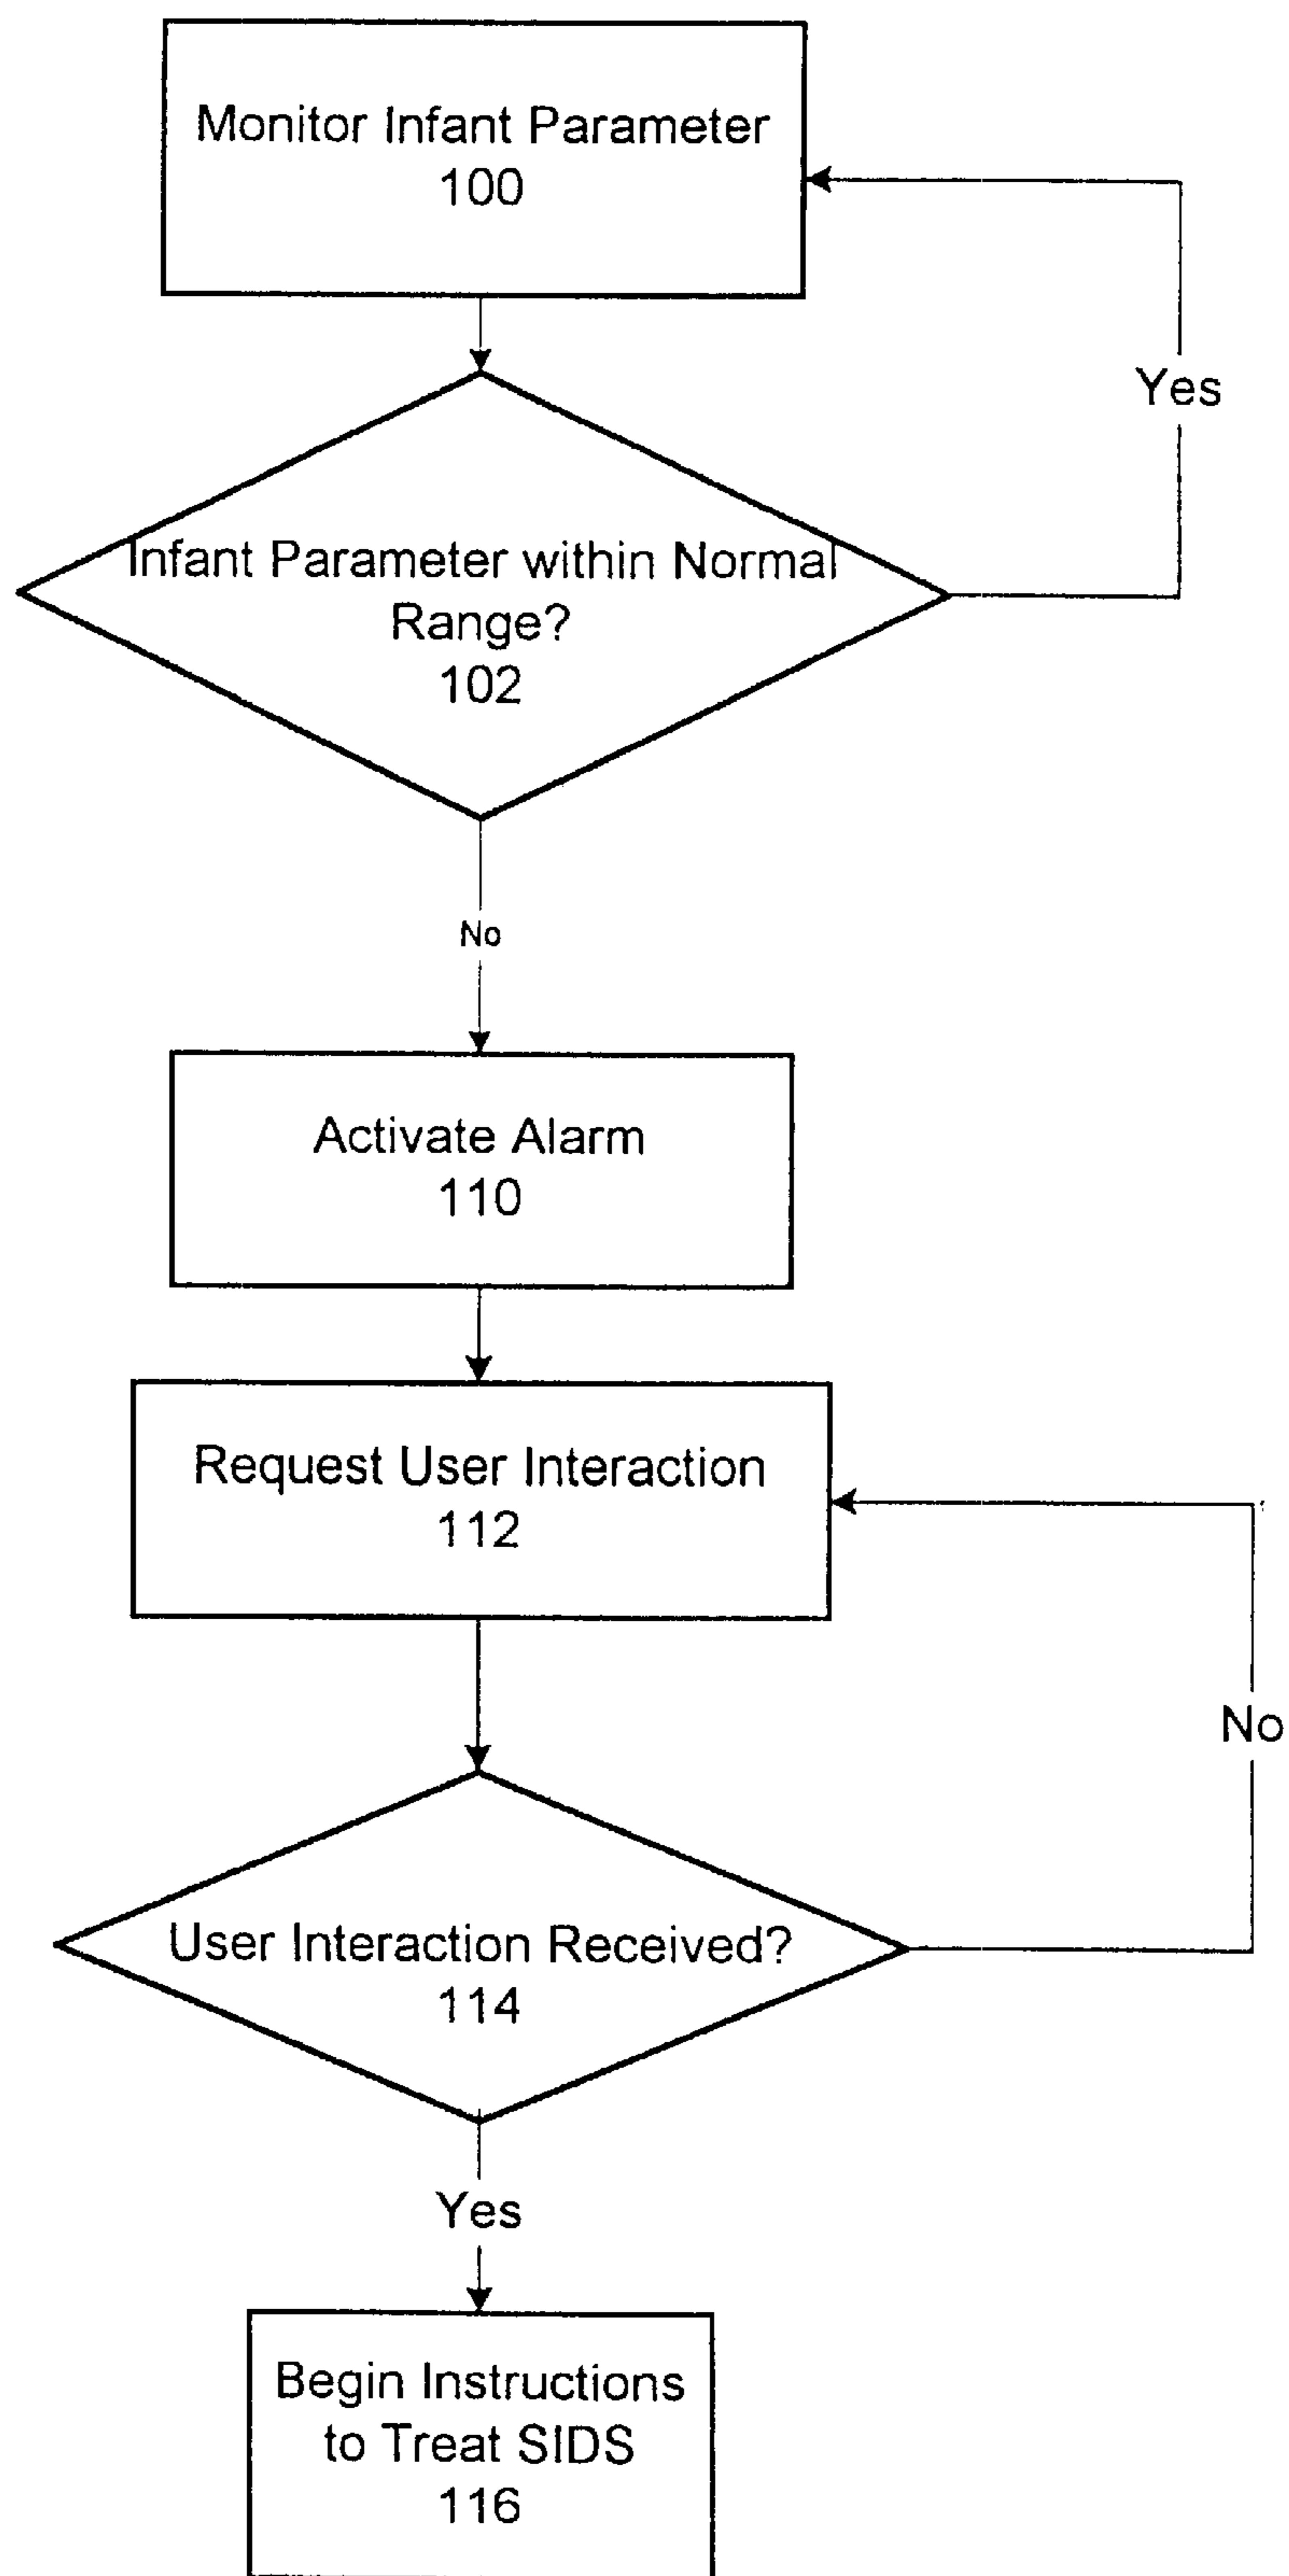 Monitor Infant Parameter
100
Yes
Infant Parameter within Normal
Range?
102
No
Activate Alarm
110
Request User Interaction
112
No
User Interaction Received?
114
Yes
Begin Instructions
to Treat SIDS
116